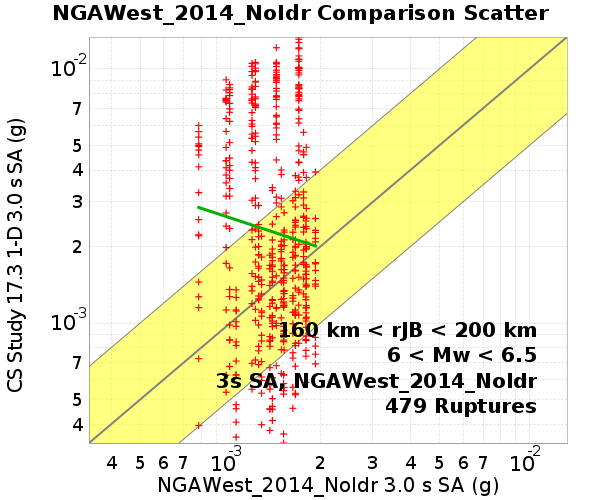 NGAWest_2014_NoIdr Comparison Scatter
CS Study 17.3 1-D 3.0 s SA (g)
10-2
7
5
4
3
2
10-3
7
5
4
160 km < rJB < 200 km
6 < Mw < 6.5
3s SA, NGAWest_2014_NoIdr
479 Ruptures
4 5 6 7 10-3 2 3 4 5 6 7 10-2
NGAWest_2014_NoIdr 3.0 s SA (g)